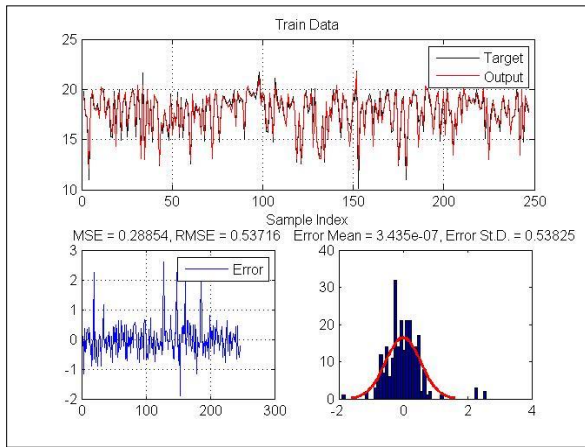 Train Data
25
20
15
10
Target
Output
0 50 100 150 200 250
Sample Index
MSE = 0.28854, RMSE = 0.53716
Error Mean = 3.435e-07, Error St.D. = 0.53825
3
2
1
0
-1
-2
Error
0 100 200 300
40
30
20
10
0
-2 0 2 4